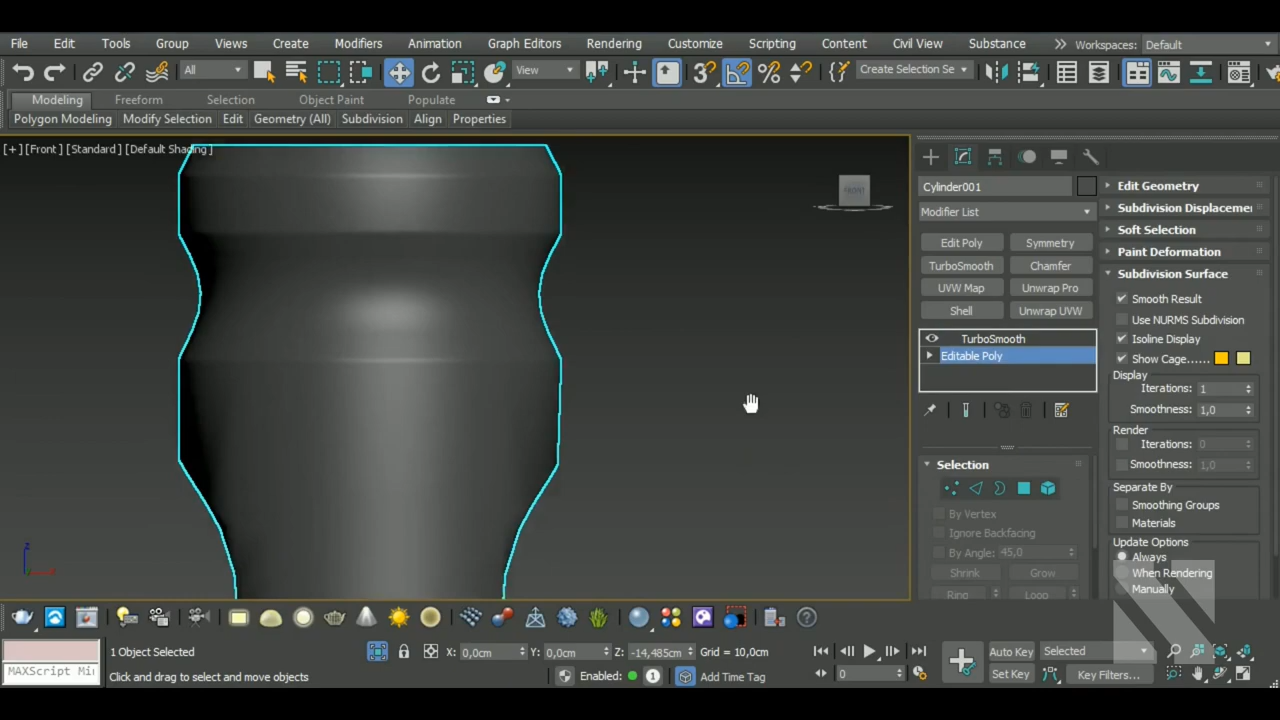 File Edit Tools Group Views Create Modifiers Animation Graph Editors Rendering Customize Scripting Content Civil View Substance Workspaces: Default
All View Create Selection Se
Modeling Freeform Selection Object Paint Populate
Polygon Modeling Modify Selection Edit Geometry (All) Subdivision Align Properties
[+] [Front] [Standard] [Default Shading]
FRONT
Cylinder001
Modifier List
Edit Poly Symmetry
TurboSmooth Chamfer
UVW Map Unwrap Pro
Shell Unwrap UVW
TurboSmooth
Editable Poly
Selection
By Vertex
Ignore Backfacing
By Angle: 45,0
Shrink Grow
Ring Loop
Edit Geometry
Subdivision Displacemer
Soft Selection
Paint Deformation
Subdivision Surface
Smooth Result
Use NURMS Subdivision
Isoline Display
Show Cage......
Display
Iterations: 1
Smoothness: 1,0
Render
Iterations: 0
Smoothness: 1,0
Separate By
Smoothing Groups
Materials
Update Options
Always
When Rendering
Manually
z
1 Object Selected X: 0,0cm Y: 0,0cm Z: -14,485cm Grid = 10,0cm Auto Key Selected
MAXScript Mi Click and drag to select and move objects Enabled: 1 Add Time Tag 0 Set Key Key Filters...